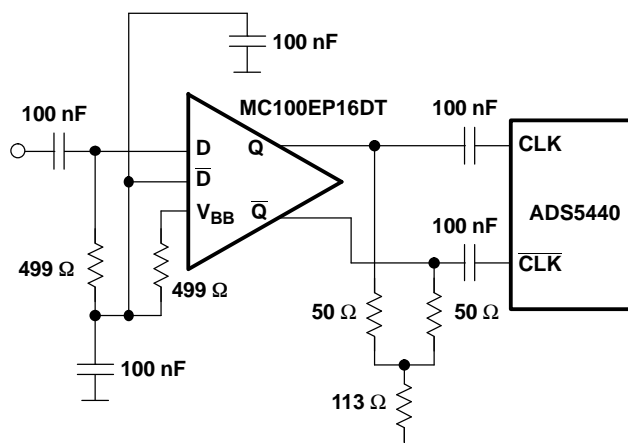 100 nF
MC100EP16DT
100 nF
100 nF
D
Q
CLK
D̅
ADS5440
V_BB
Q̅
100 nF
C̅L̅K̅
499 Ω
499 Ω
50 Ω
50 Ω
100 nF
113 Ω